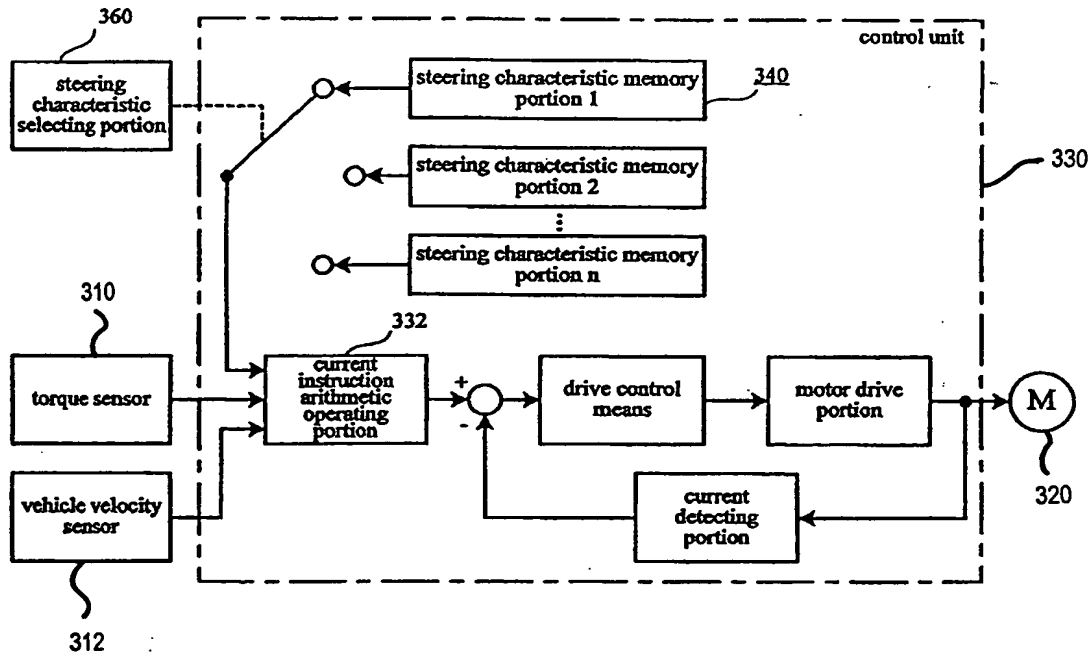 360
control unit
steering
characteristic
selecting portion
steering characteristic memory
portion 1
340
steering characteristic memory
portion 2
330
steering characteristic memory
portion n
310
332
torque sensor
current
instruction
arithmetic
operating
portion
+
-
drive control
means
motor drive
portion
M
320
vehicle velocity
sensor
current
detecting
portion
312